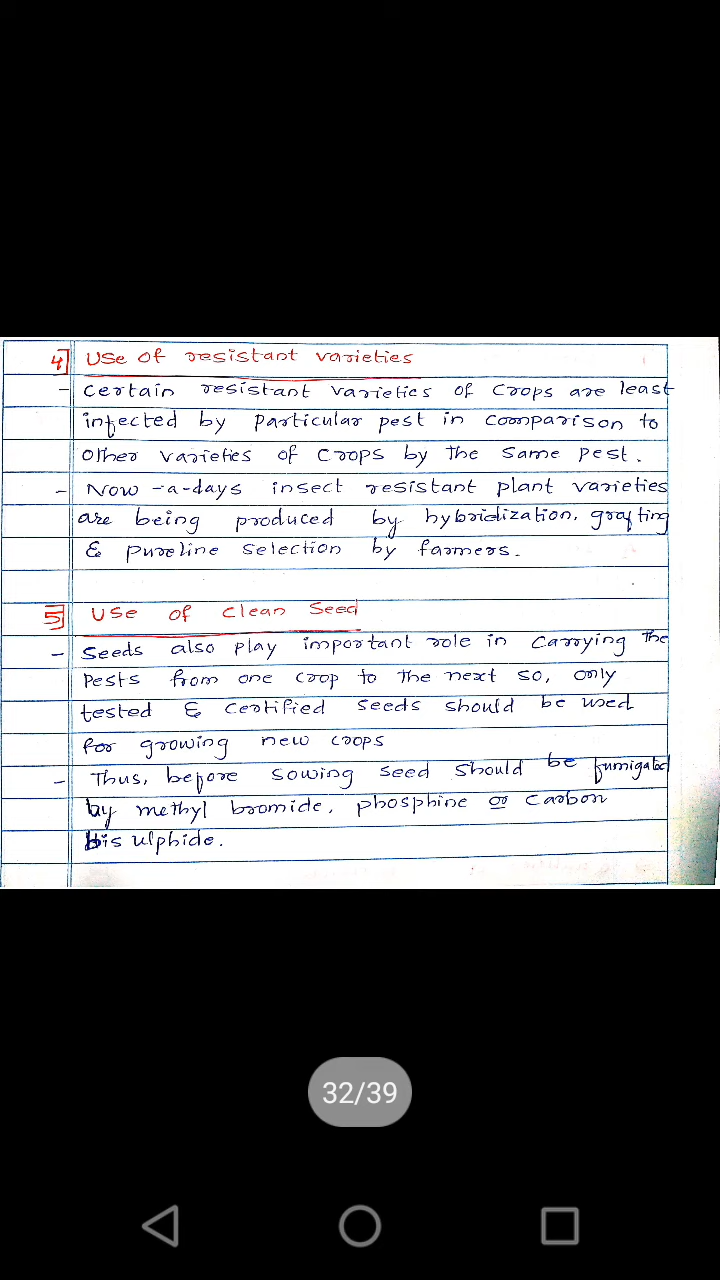 4] Use of resistant varieties
- Certain resistant varieties of crops are least
infected by particular pest in comparison to
other varieties of crops by the same pest.
- Now-a-days insect resistant plant varieties
are being produced by hybridization, grafting
& pureline selection by farmers.
5] Use of clean Seed
- Seeds also play important role in carrying the
pests from one crop to the next so, only
tested & certified seeds should be used
for growing new crops
- Thus, before sowing seed should be fumigated
by methyl bromide, phosphine or carbon
bisulphide.
32/39